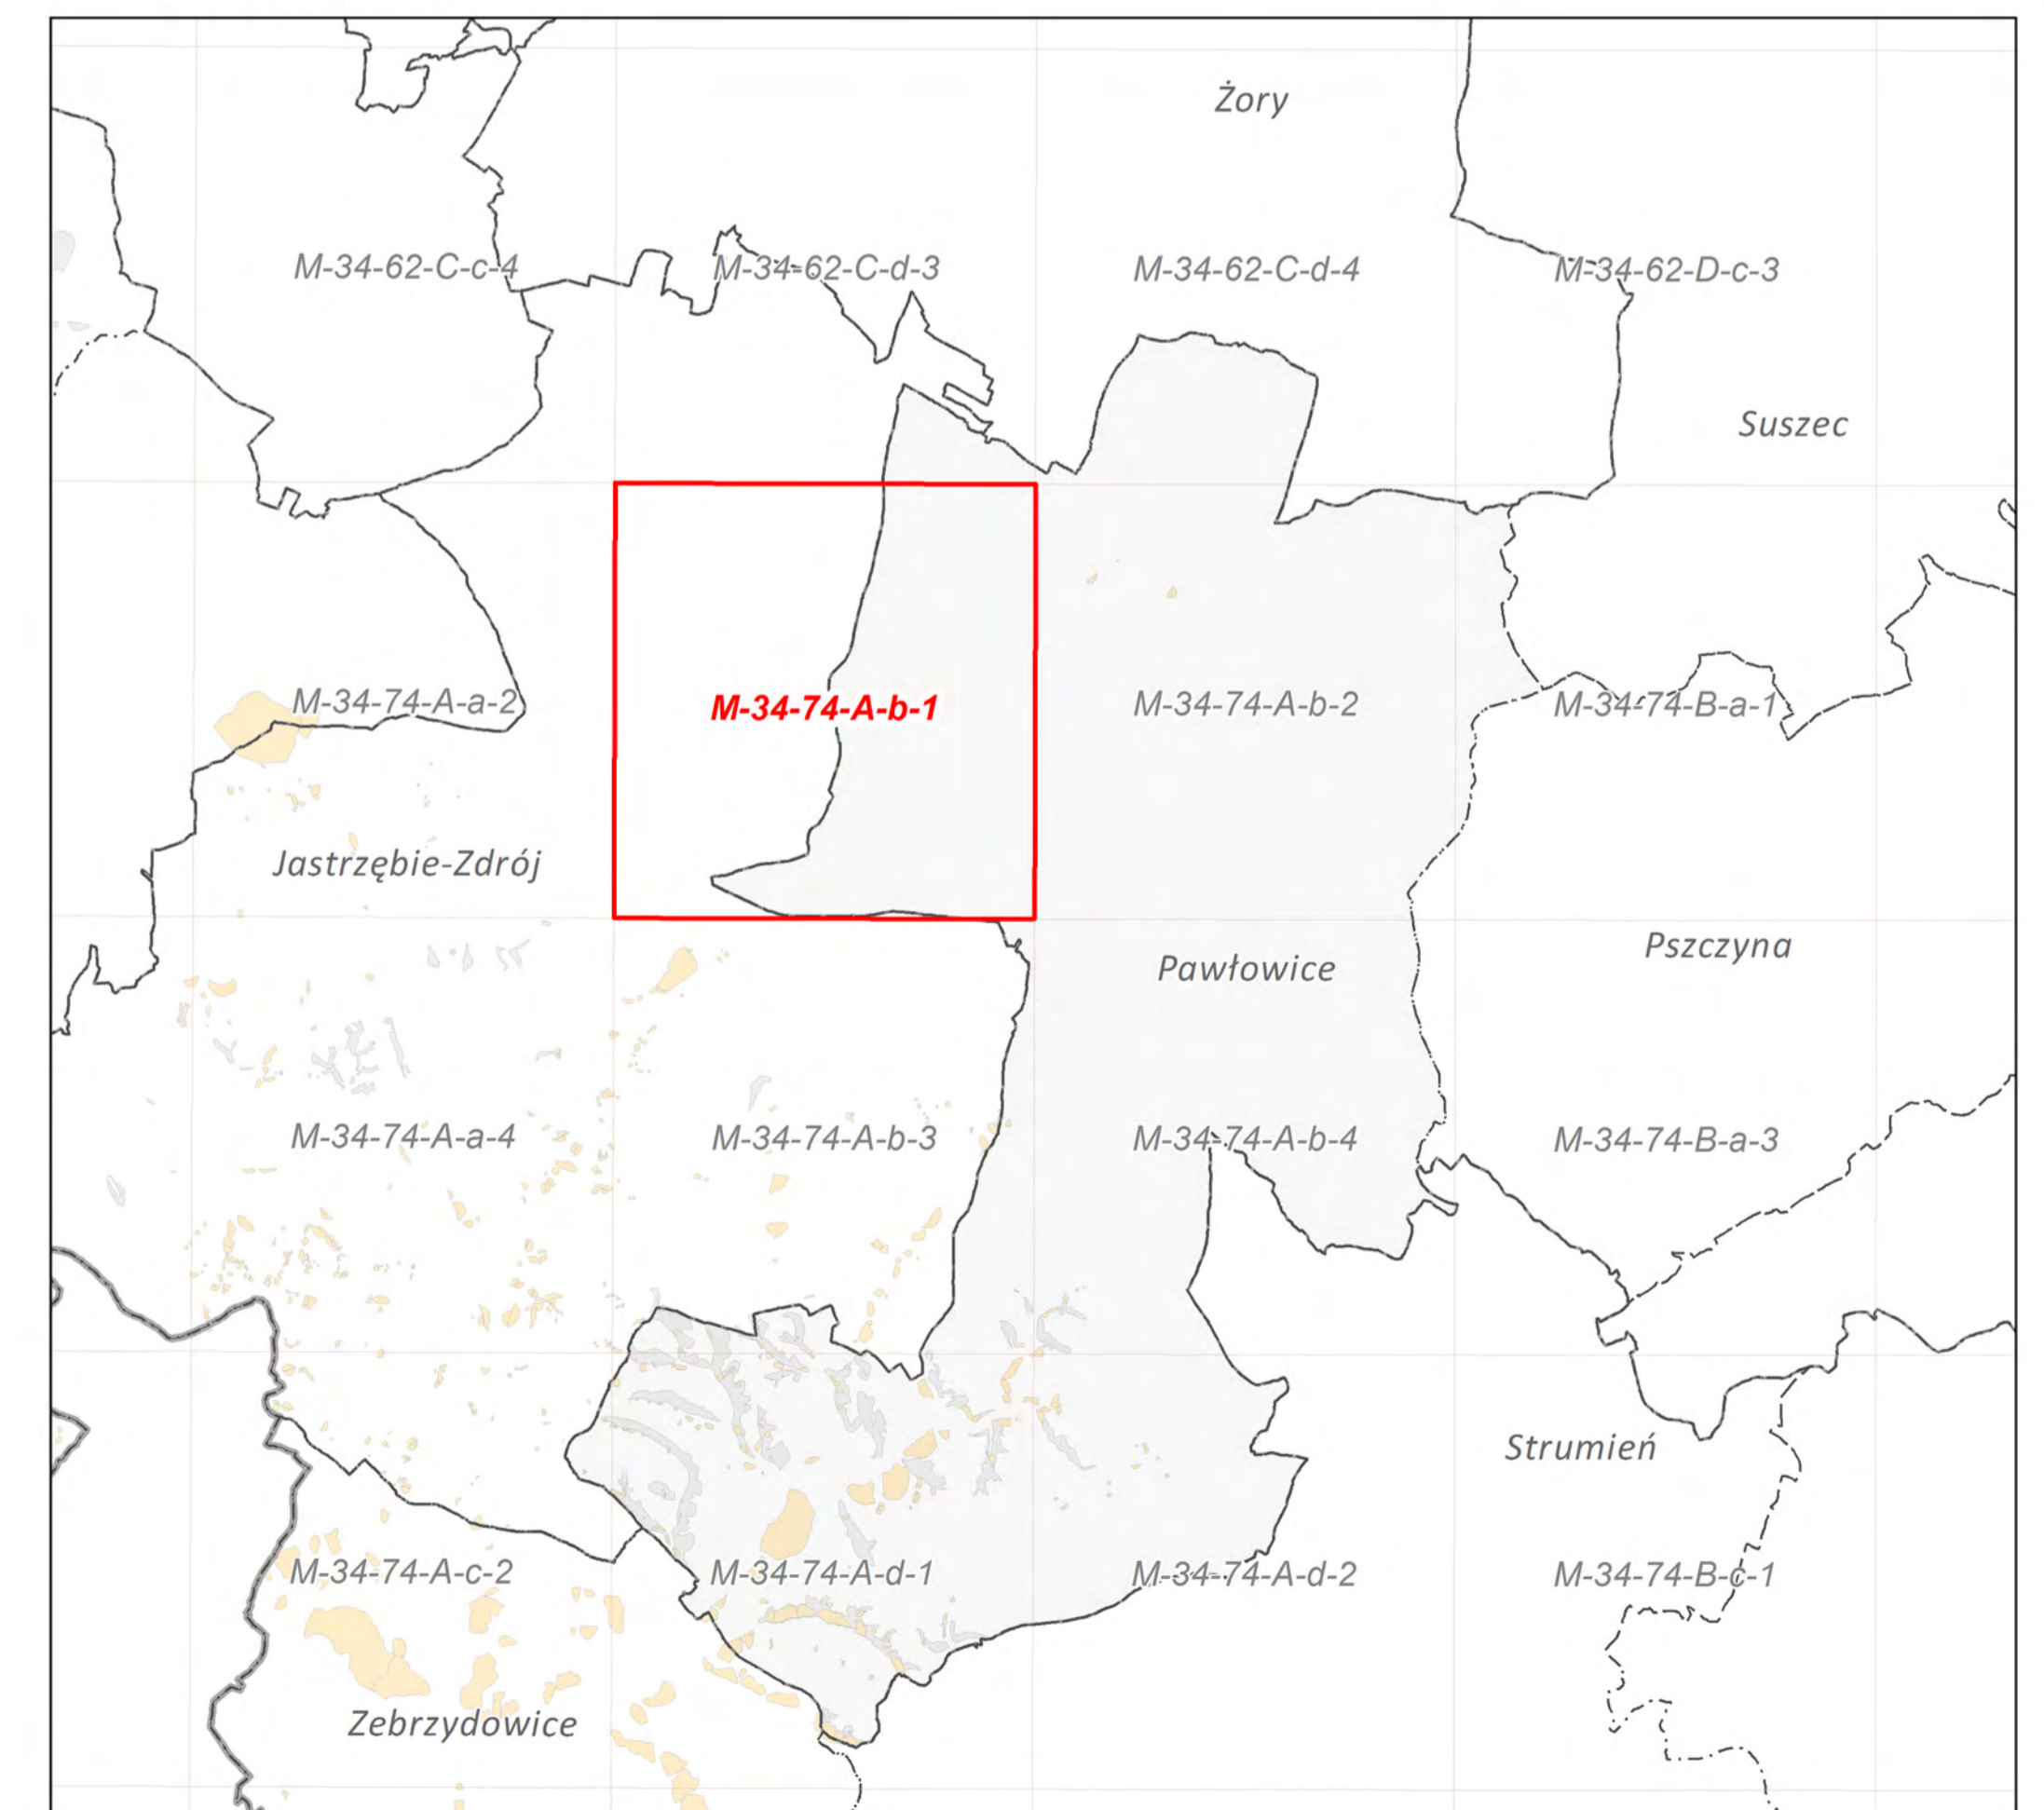 Żory
M-34-62-C-c-4
M-34-62-C-d-3
M-34-62-C-d-4
M-34-62-D-c-3
Suszec
M-34-74-A-a-2
M-34-74-A-b-1
M-34-74-A-b-2
M-34-74-B-a-1
Jastrzębie-Zdrój
Pszczyna
Pawłowice
M-34-74-A-a-4
M-34-74-A-b-3
M-34-74-A-b-4
M-34-74-B-a-3
Strumień
M-34-74-A-c-2
M-34-74-A-d-1
M-34-74-A-d-2
M-34-74-B-c-1
Zebrzydowice